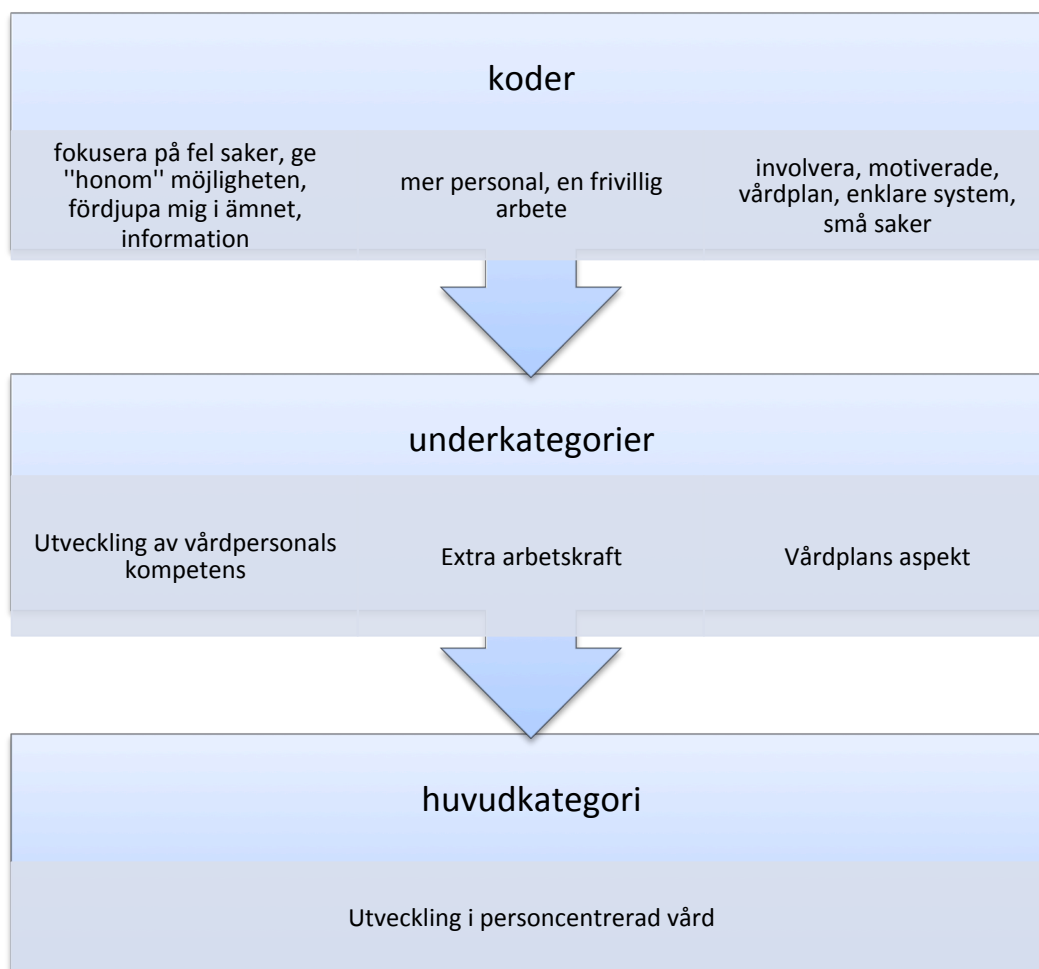 koder
fokusera på fel saker, ge
"honom" möjligheten,
fördjupa mig i ämnet,
information
mer personal, en frivillig
arbete
involvera, motiverade,
vårdplan, enklare system,
små saker
underkategorier
Utveckling av vårdpersonals
kompetens
Extra arbetskraft
Vårdplans aspekt
huvudkategori
Utveckling i personcentrerad vård